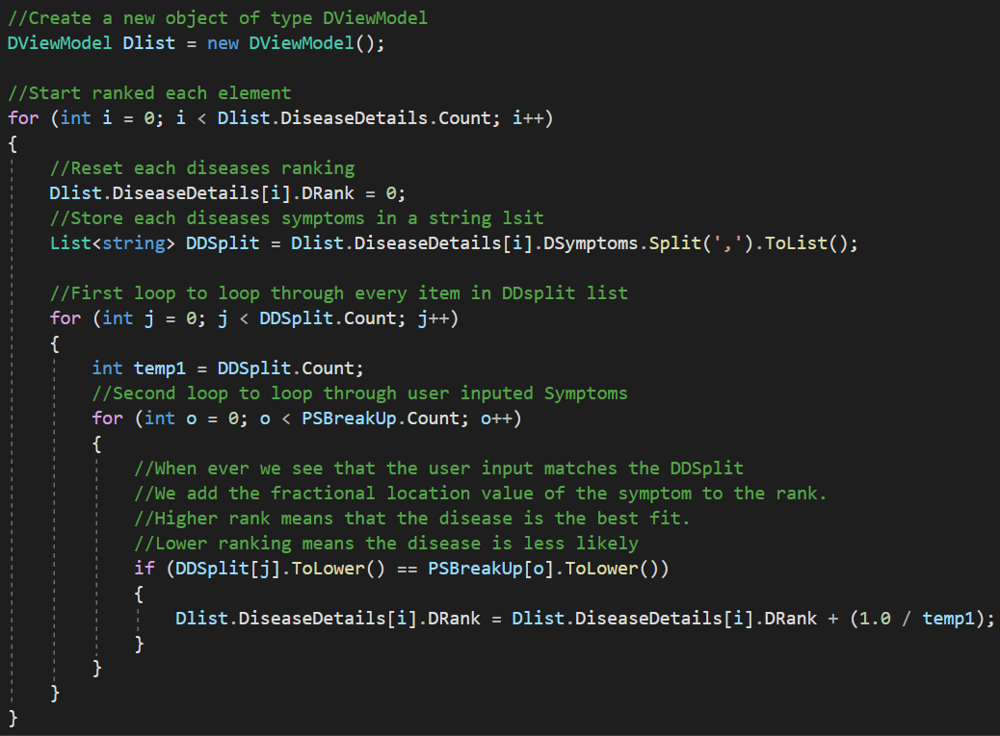 //Create a new object of type DViewModel
DViewModel Dlist = new DViewModel();

//Start ranked each element
for (int i = 0; i < Dlist.DiseaseDetails.Count; i++)
{
    //Reset each diseases ranking
    Dlist.DiseaseDetails[i].DRank = 0;
    //Store each diseases symptoms in a string lsit
    List<string> DDSplit = Dlist.DiseaseDetails[i].DSymptoms.Split(',').ToList();

    //First loop to loop through every item in DDsplit list
    for (int j = 0; j < DDSplit.Count; j++)
    {
        int temp1 = DDSplit.Count;
        //Second loop to loop through user inputed Symptoms
        for (int o = 0; o < PSBreakUp.Count; o++)
        {
            //When ever we see that the user input matches the DDSplit
            //We add the fractional location value of the symptom to the rank.
            //Higher rank means that the disease is the best fit.
            //Lower ranking means the disease is less likely
            if (DDSplit[j].ToLower() == PSBreakUp[o].ToLower())
            {
                Dlist.DiseaseDetails[i].DRank = Dlist.DiseaseDetails[i].DRank + (1.0 / temp1);
            }
        }
    }
}